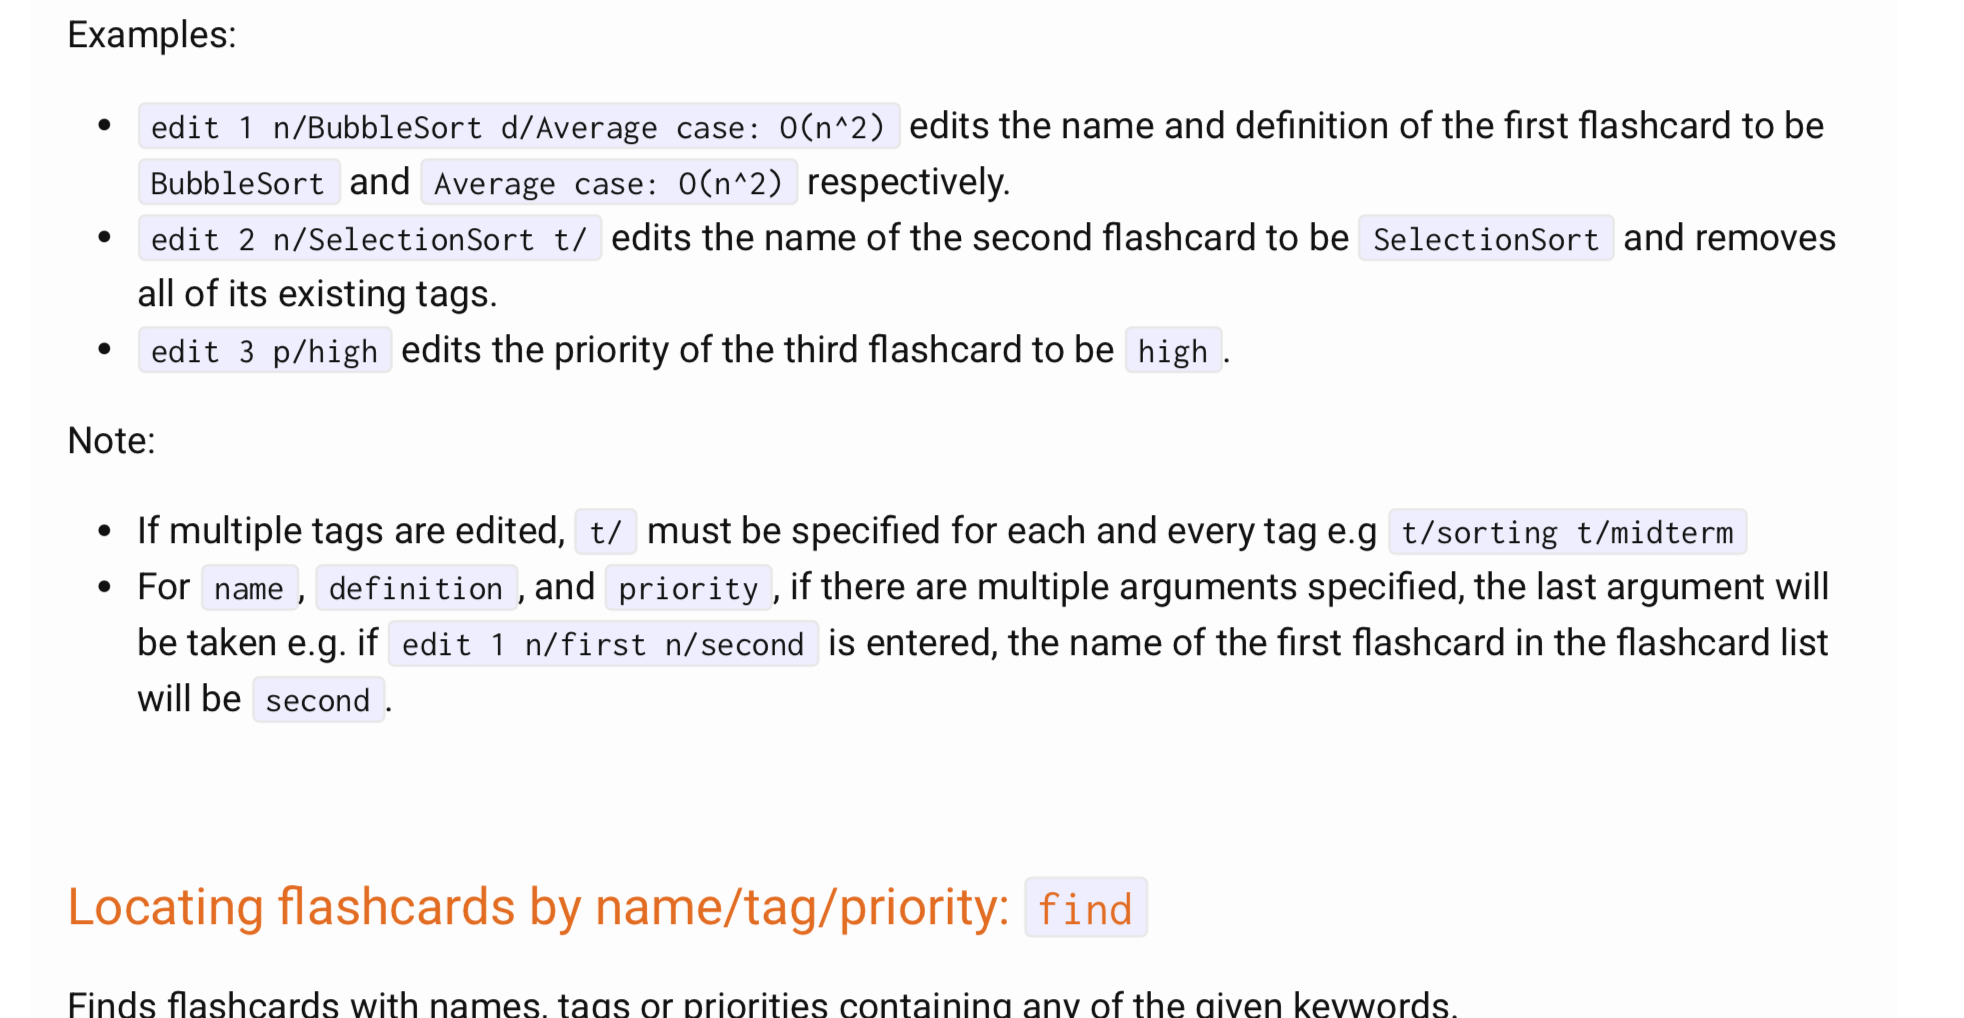 Examples:
• edit 1 n/BubbleSort d/Average case: O(n^2) edits the name and definition of the first flashcard to be
BubbleSort and Average case: O(n^2) respectively.
• edit 2 n/SelectionSort t/ edits the name of the second flashcard to be SelectionSort and removes
all of its existing tags.
• edit 3 p/high edits the priority of the third flashcard to be high.
Note:
• If multiple tags are edited, t/ must be specified for each and every tag e.g t/sorting t/midterm
• For name, definition, and priority, if there are multiple arguments specified, the last argument will
be taken e.g. if edit 1 n/first n/second is entered, the name of the first flashcard in the flashcard list
will be second.
Locating flashcards by name/tag/priority: find
Finds flashcards with names, tags or priorities containing any of the given keywords.